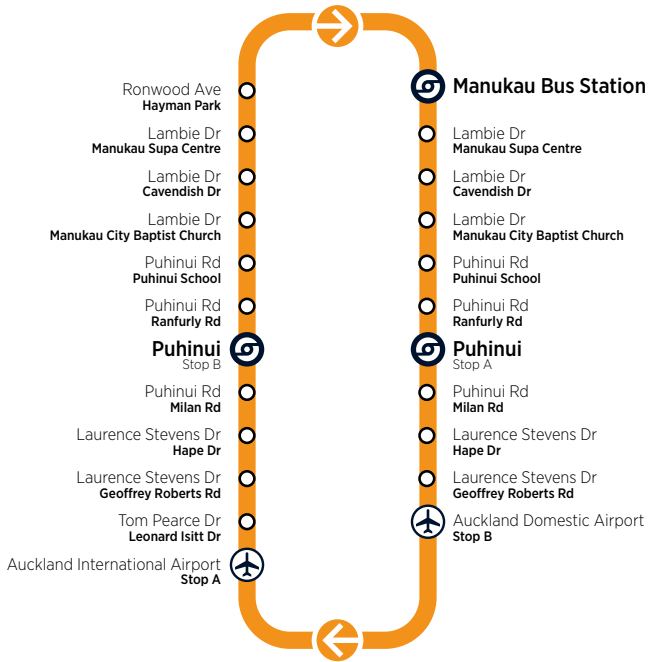 Ronwood Ave
Hayman Park
Lambie Dr
Manukau Supa Centre
Lambie Dr
Cavendish Dr
Lambie Dr
Manukau City Baptist Church
Puhinui Rd
Puhinui School
Puhinui Rd
Ranfurly Rd
Puhinui
Stop B
Puhinui Rd
Milan Rd
Laurence Stevens Dr
Hape Dr
Laurence Stevens Dr
Geoffrey Roberts Rd
Tom Pearce Dr
Leonard Isitt Dr
Auckland International Airport
Stop A
Manukau Bus Station
Lambie Dr
Manukau Supa Centre
Lambie Dr
Cavendish Dr
Lambie Dr
Manukau City Baptist Church
Puhinui Rd
Puhinui School
Puhinui Rd
Ranfurly Rd
Puhinui
Stop A
Puhinui Rd
Milan Rd
Laurence Stevens Dr
Hape Dr
Laurence Stevens Dr
Geoffrey Roberts Rd
Auckland Domestic Airport
Stop B